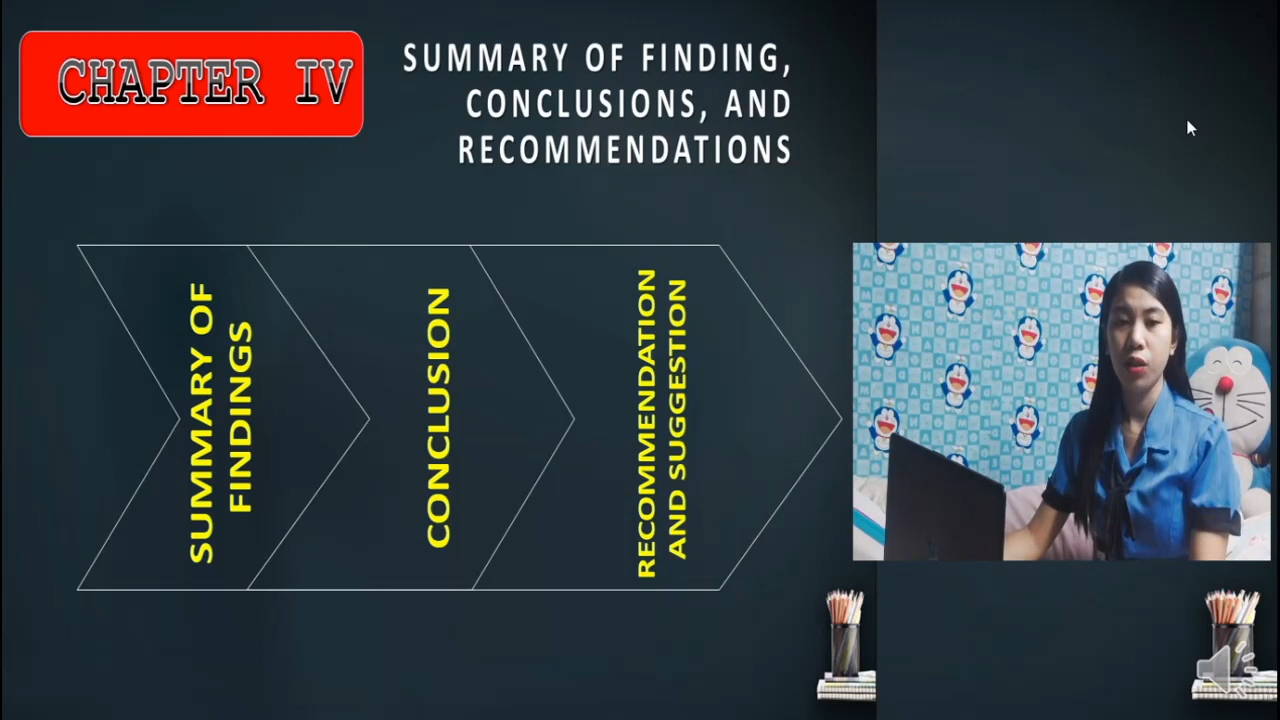 CHAPTER IV
SUMMARY OF FINDING,
CONCLUSIONS, AND
RECOMMENDATIONS
SUMMARY OF
FINDINGS
CONCLUSION
RECOMMENDATION
AND SUGGESTION